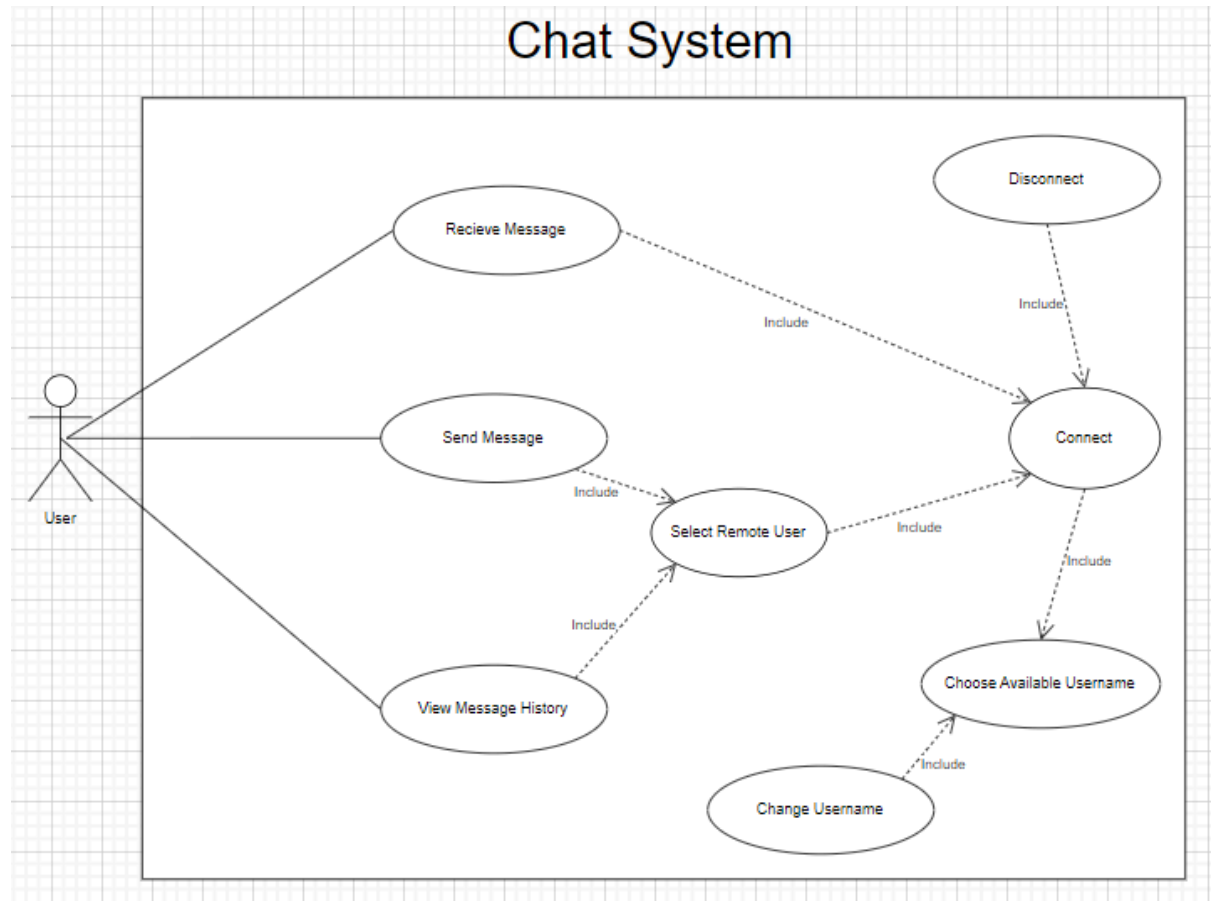 Chat System
Disconnect
Recieve Message
Include
Include
Send Message
Connect
Include
User
Select Remote User
Include
Include
Include
Choose Available Username
View Message History
Include
Change Username